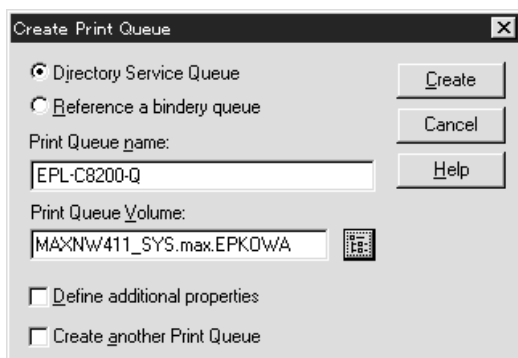 Create Print Queue
Directory Service Queue
Reference a bindery queue
Print Queue name:
EPL-C8200-Q
Print Queue Volume:
MAXNW411_SYS.max.EPKOWA
Define additional properties
Create another Print Queue
Create
Cancel
Help